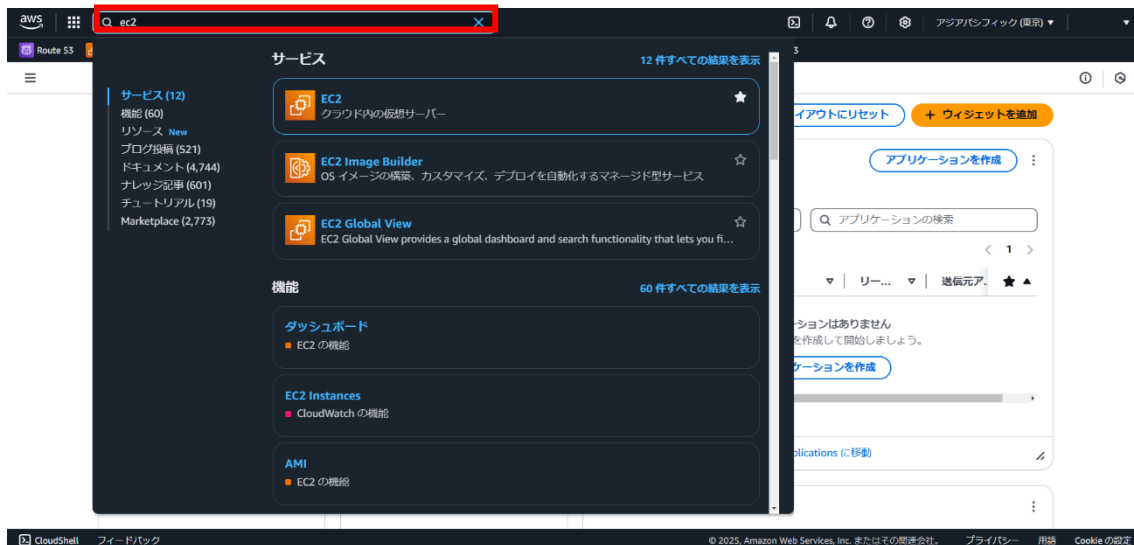 aws
ec2
アジアパシフィック (東京)
Route 53
3
サービス (12)
機能 (60)
リソース New
ブログ投稿 (521)
ドキュメント (4,744)
ナレッジ記事 (601)
チュートリアル (19)
Marketplace (2,773)
サービス
12 件すべての結果を表示
EC2
クラウド内の仮想サーバー
EC2 Image Builder
OS イメージの構築、カスタマイズ、デプロイを自動化するマネージド型サービス
EC2 Global View
EC2 Global View provides a global dashboard and search functionality that lets you fi...
機能
60 件すべての結果を表示
ダッシュボード
EC2 の機能
EC2 Instances
CloudWatch の機能
AMI
EC2 の機能
イアウトにリセット
+ ウィジェットを追加
アプリケーションを作成
アプリケーションの検索
1
リー...
送信元ア.
ションはありません
を作成して開始しましょう。
ケーションを作成
plications に移動
CloudShell フィードバック
© 2025, Amazon Web Services, Inc. またはその関連会社。 プライバシー 用語 Cookie の設定